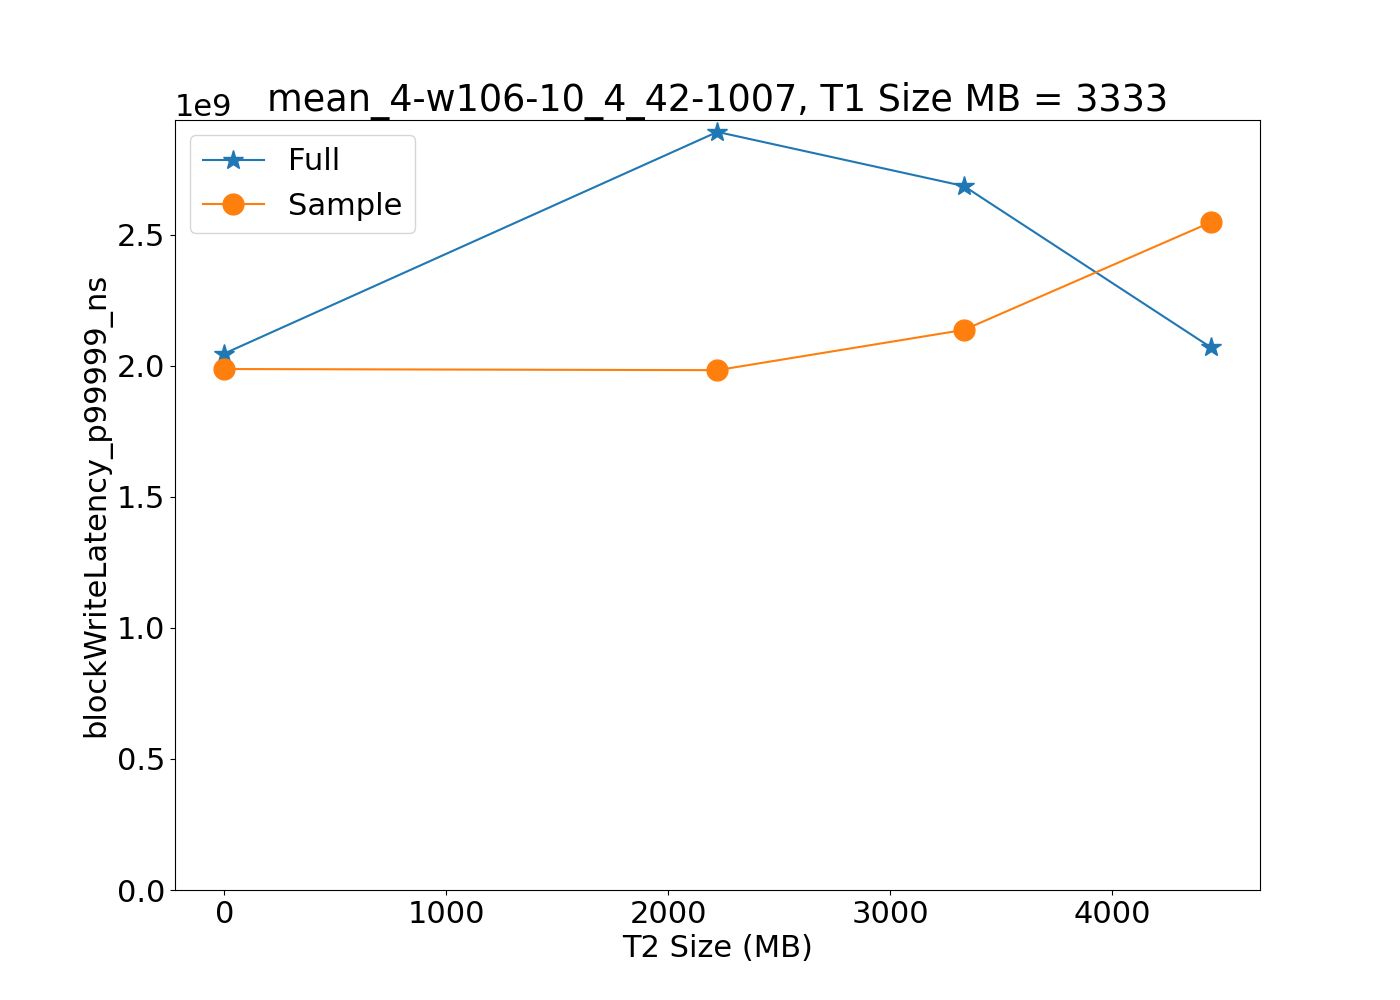 mean_4-w106-10_4_42-1007, T1 Size MB = 3333
1e9
Full
Sample
blockWriteLatency_p99999_ns
2.5
2.0
1.5
1.0
0.5
0.0
0 1000 2000 3000 4000
T2 Size (MB)